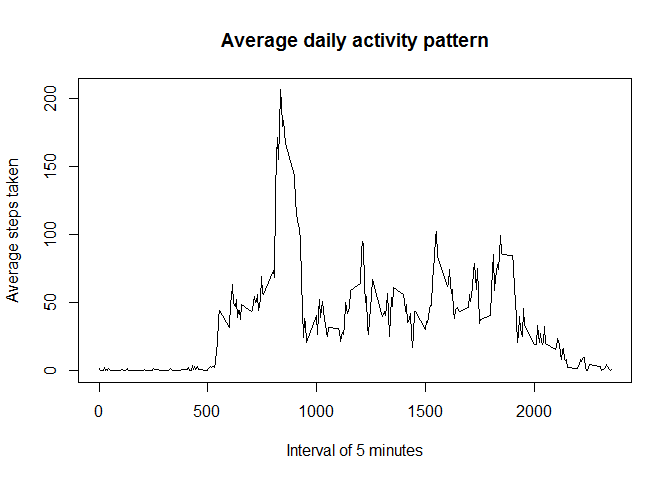 Average daily activity pattern
Average steps taken
200
150
100
50
0
0 500 1000 1500 2000
Interval of 5 minutes